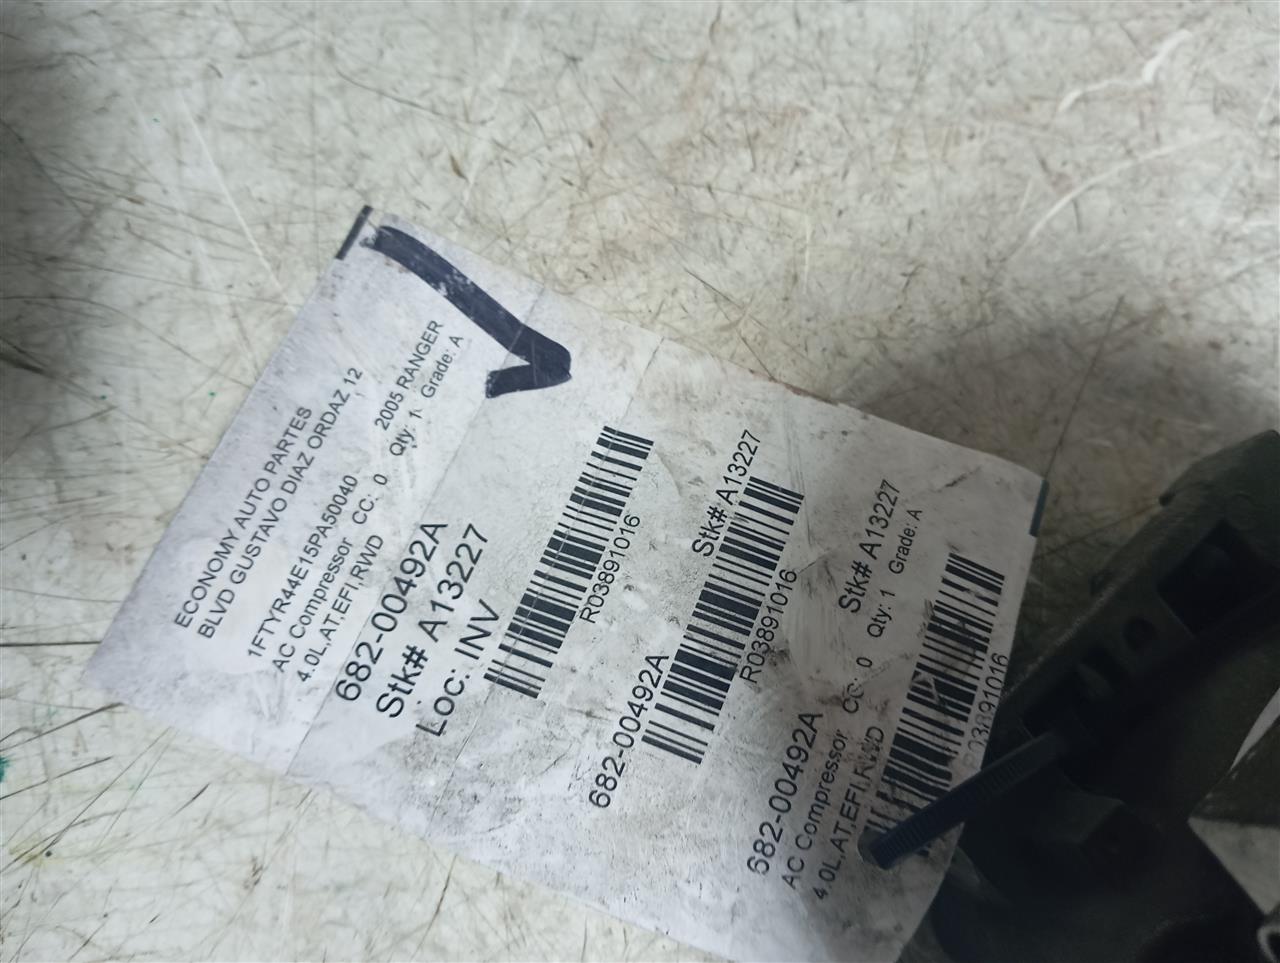 ECONOMY AUTO PARTES
BLVD GUSTAVO DIAZ ORDAZ 12
1FTYR44E15PA50040 2005 RANGER
AC Compressor CC: 0 Qty: 1 Grade: A
4.0L,AT,EFI,RWD
682-00492A
Stk# A13227
LOC: INV
R03891016
682-00492A Stk# A13227
R03891016
682-00492A Stk# A13227
AC Compressor CC: 0 Qty: 1 Grade: A
4.0L,AT,EFI,RWD
R03891016